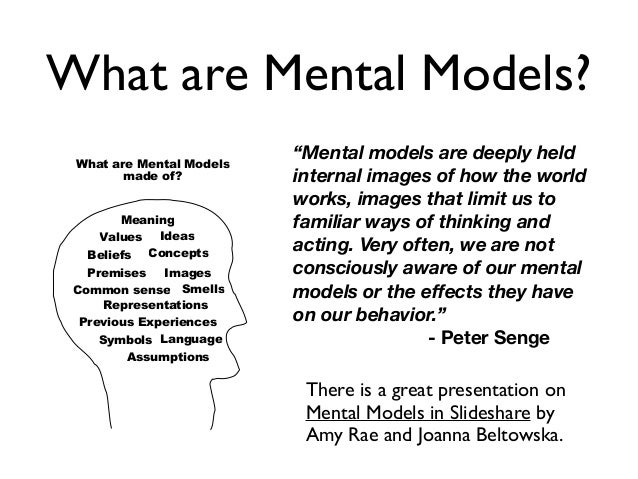 What are Mental Models?
What are Mental Models
made of?
Meaning
Values Ideas
Beliefs Concepts
Premises Images
Common sense Smells
Representations
Previous Experiences
Symbols Language
Assumptions
“Mental models are deeply held
internal images of how the world
works, images that limit us to
familiar ways of thinking and
acting. Very often, we are not
consciously aware of our mental
models or the effects they have
on our behavior.”
- Peter Senge
There is a great presentation on
Mental Models in Slideshare by
Amy Rae and Joanna Beltowska.